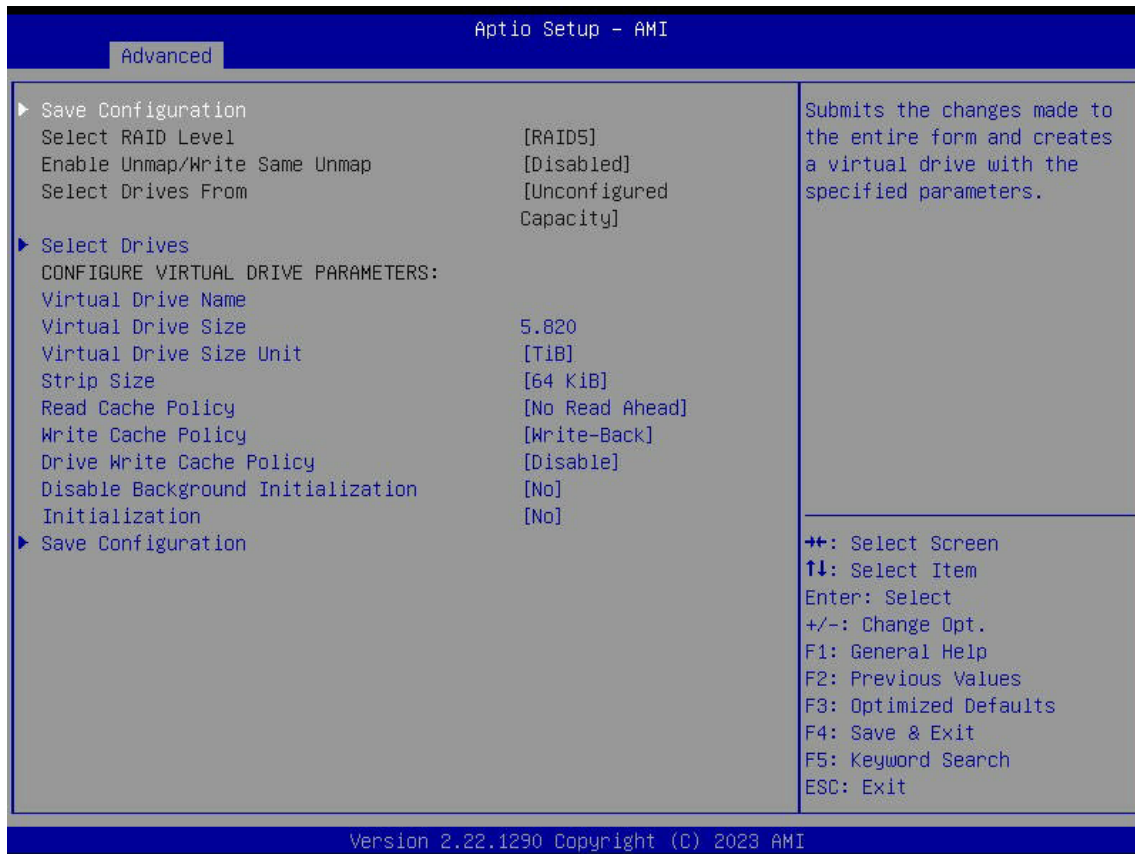 Aptio Setup – AMI
Advanced
▶ Save Configuration
Select RAID Level [RAID5]
Enable Unmap/Write Same Unmap [Disabled]
Select Drives From [Unconfigured
Capacity]
▶ Select Drives
CONFIGURE VIRTUAL DRIVE PARAMETERS:
Virtual Drive Name
Virtual Drive Size 5.820
Virtual Drive Size Unit [TiB]
Strip Size [64 KiB]
Read Cache Policy [No Read Ahead]
Write Cache Policy [Write-Back]
Drive Write Cache Policy [Disable]
Disable Background Initialization [No]
Initialization [No]
▶ Save Configuration
Submits the changes made to
the entire form and creates
a virtual drive with the
specified parameters.
→←: Select Screen
↑↓: Select Item
Enter: Select
+/-: Change Opt.
F1: General Help
F2: Previous Values
F3: Optimized Defaults
F4: Save & Exit
F5: Keyword Search
ESC: Exit
Version 2.22.1290 Copyright (C) 2023 AMI